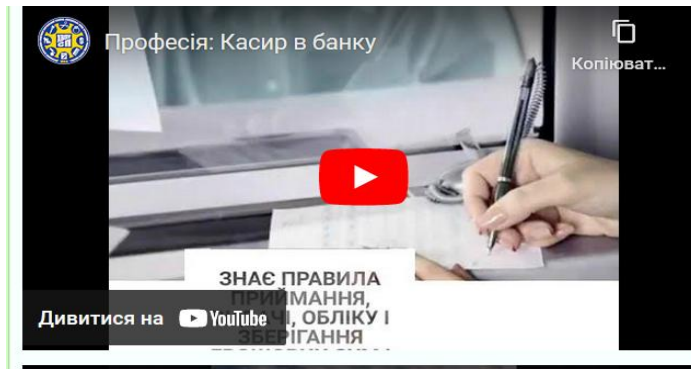 Професія: Касир в банку
Копіюват...
ЗНАЄ ПРАВИЛА
ПРИЙМАННЯ,
ОБЛІКУ І
ЗБЕРІГАННЯ
Дивитися на YouTube